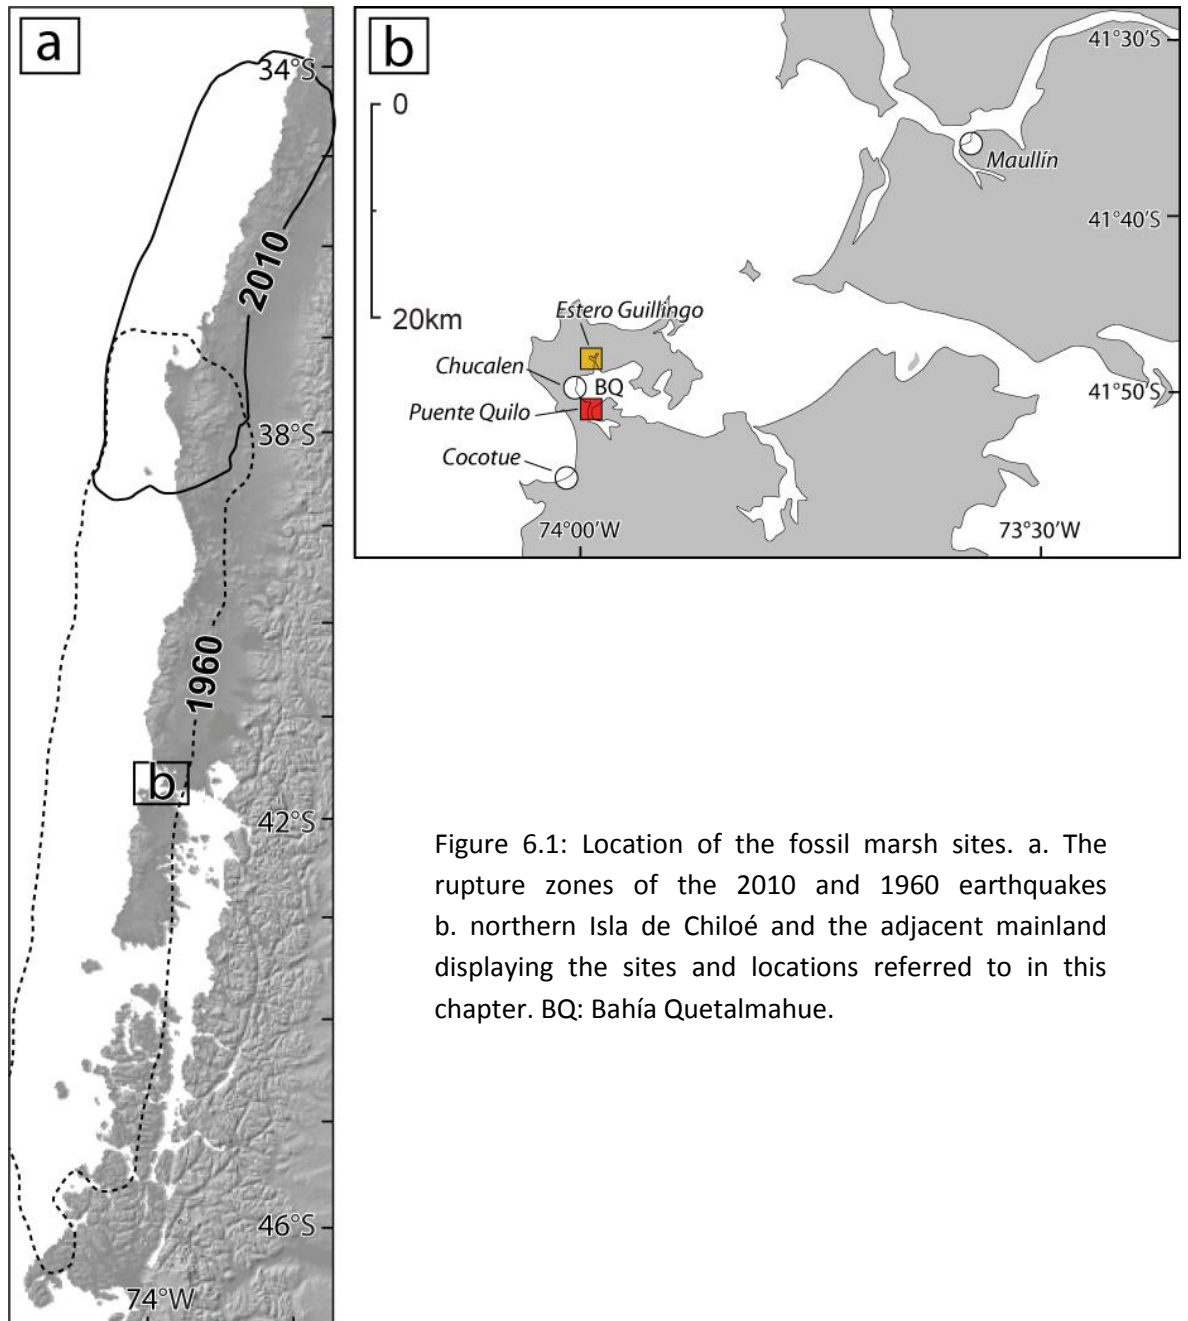 a
34°S
2010
38°S
1960
b
42°S
46°S
74°W
b
0
20km
41°30'S
Maullín
41°40'S
Estero Guillingo
Chucalen
BQ
Puente Quilo
41°50'S
Cocotue
74°00'W
73°30'W
Figure 6.1: Location of the fossil marsh sites. a. The
rupture zones of the 2010 and 1960 earthquakes
b. northern Isla de Chiloé and the adjacent mainland
displaying the sites and locations referred to in this
chapter. BQ: Bahía Quetalmahue.